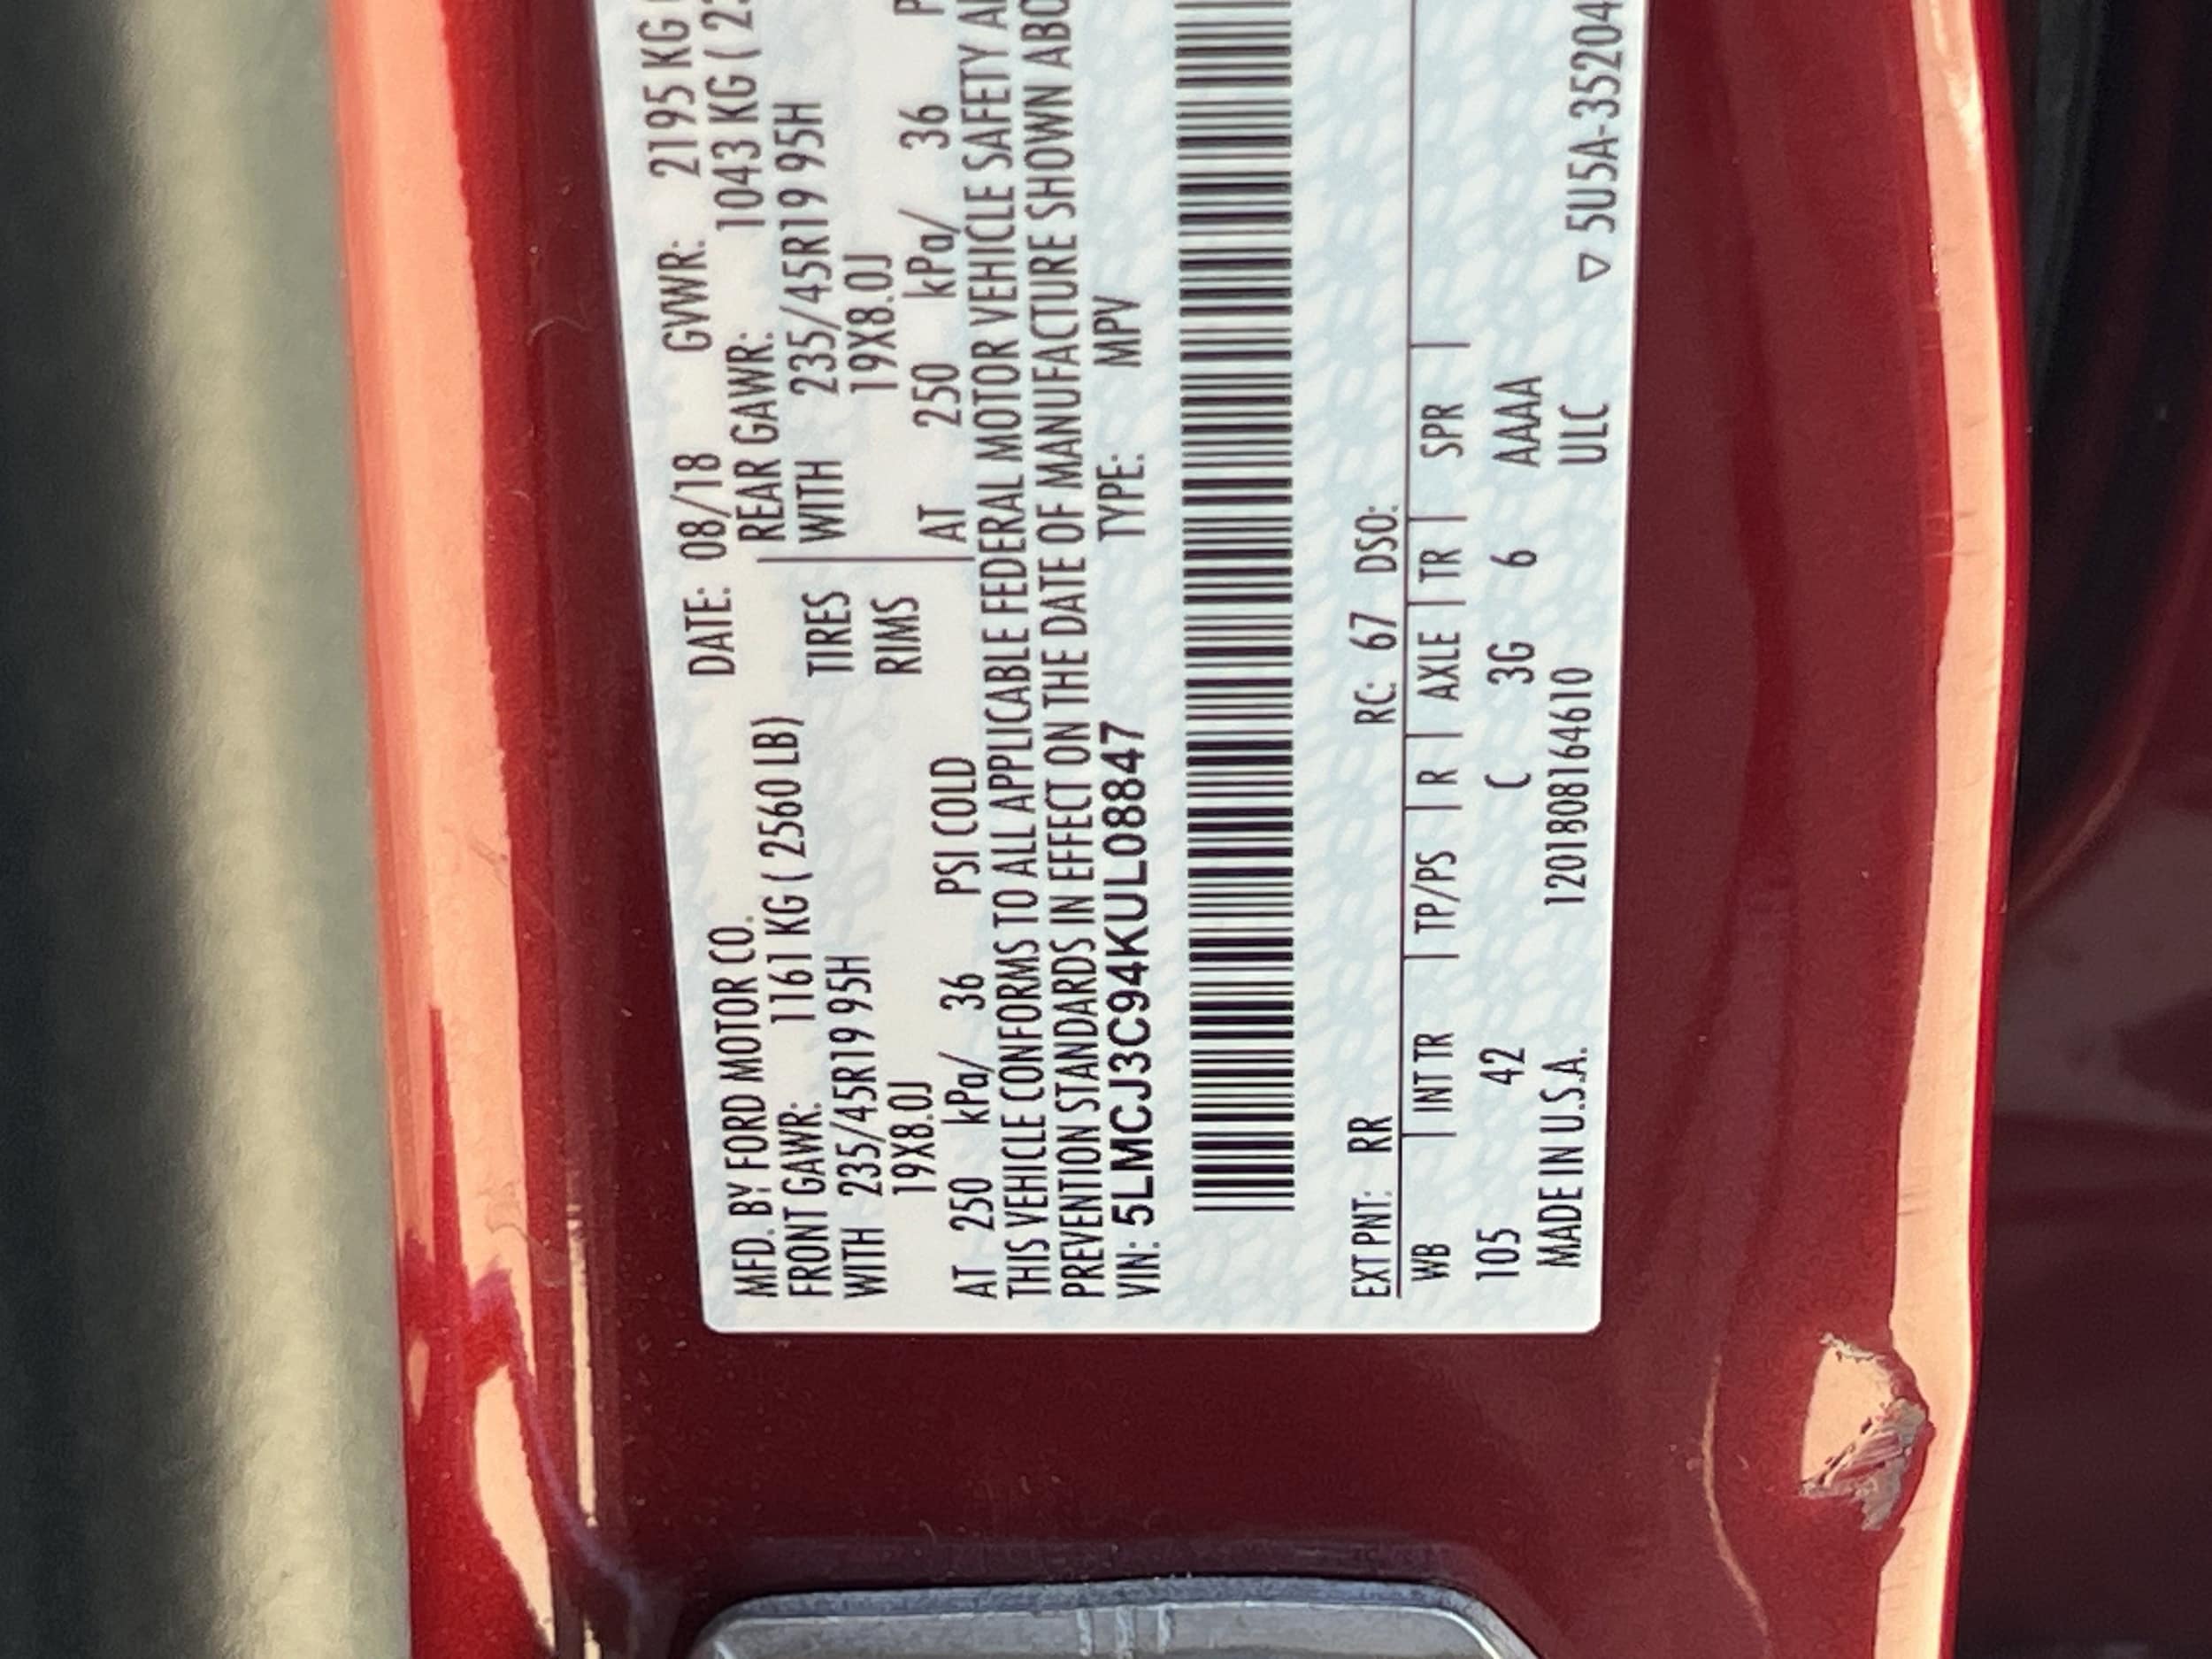 MFD. BY FORD MOTOR CO. DATE: 08/18 GVWR: 2195 KG
FRONT GAWR: 1161 KG ( 2560 LB) REAR GAWR: 1043 KG (
WITH 235/45R19 95H TIRES WITH 235/45R19 95H
19X8.0J RIMS 19X8.0J
AT 250 kPa/ 36 PSI COLD AT 250 kPa/ 36
THIS VEHICLE CONFORMS TO ALL APPLICABLE FEDERAL MOTOR VEHICLE SAFETY
PREVENTION STANDARDS IN EFFECT ON THE DATE OF MANUFACTURE SHOWN
VIN: 5LMCJ3C94KUL08847 TYPE: MPV
EXT PNT: RR RC: 67 DSO:
WB | INT TR | TP/PS | R | AXLE | TR | SPR |
105 42 C 3G 6 AAAA
MADE IN U.S.A. 120180816461​0 ULC
▽ 5U5A-35204